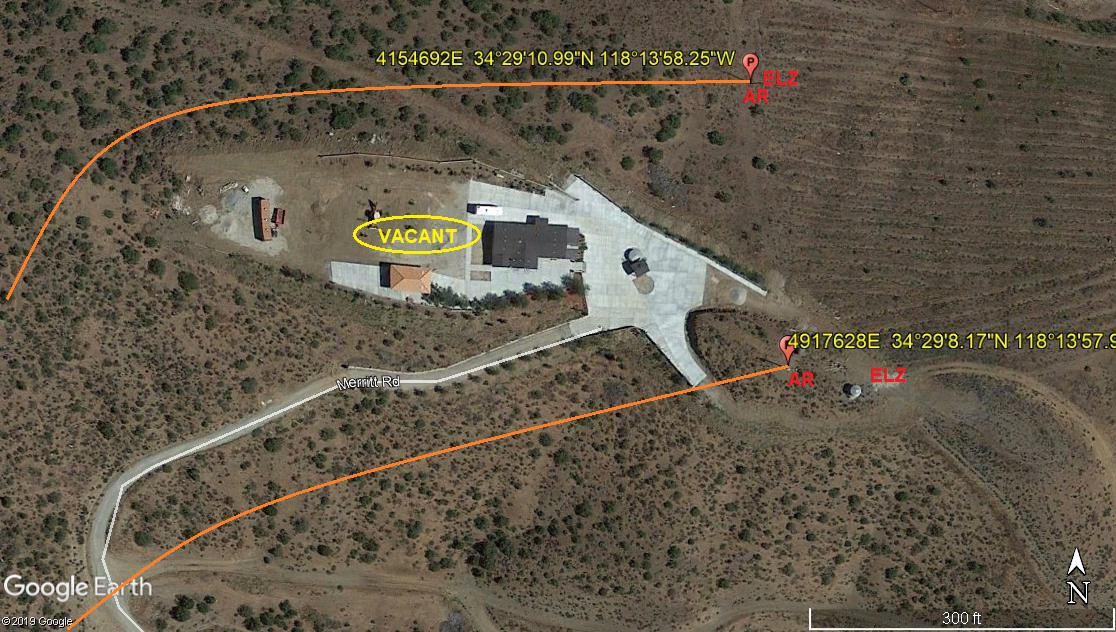 4154692E 34°29'10.99"N 118°13'58.25"W
P
ELZ
AR
VACANT
4917628E 34°29'8.17"N 118°13'57.9
AR
ELZ
Merritt Rd
Google Earth
N
©2019 Google
300 ft